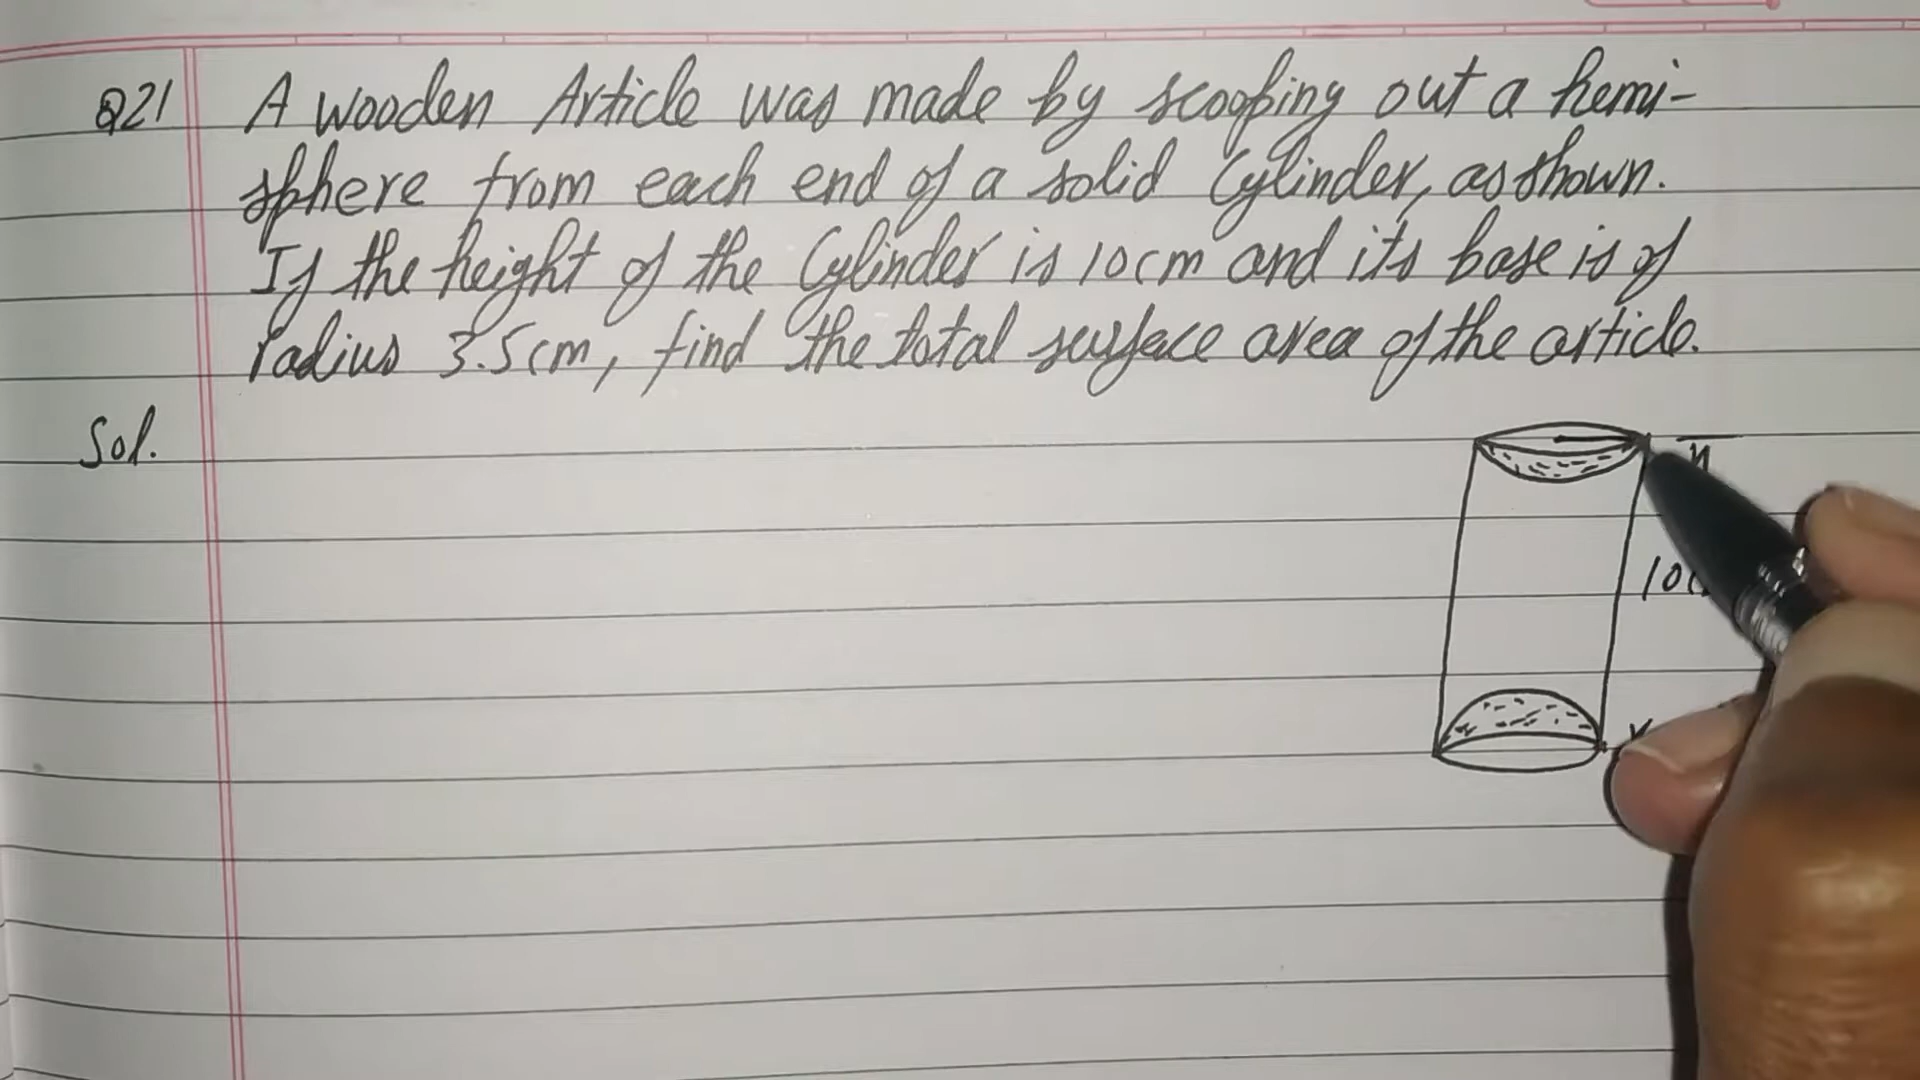 Q21 A wooden Article was made by scooping out a hemi-
sphere from each end of a solid Cylinder, as shown.
If the height of the Cylinder is 10cm and its base is of
radius 3.5cm, find the total surface area of the article.
Sol.